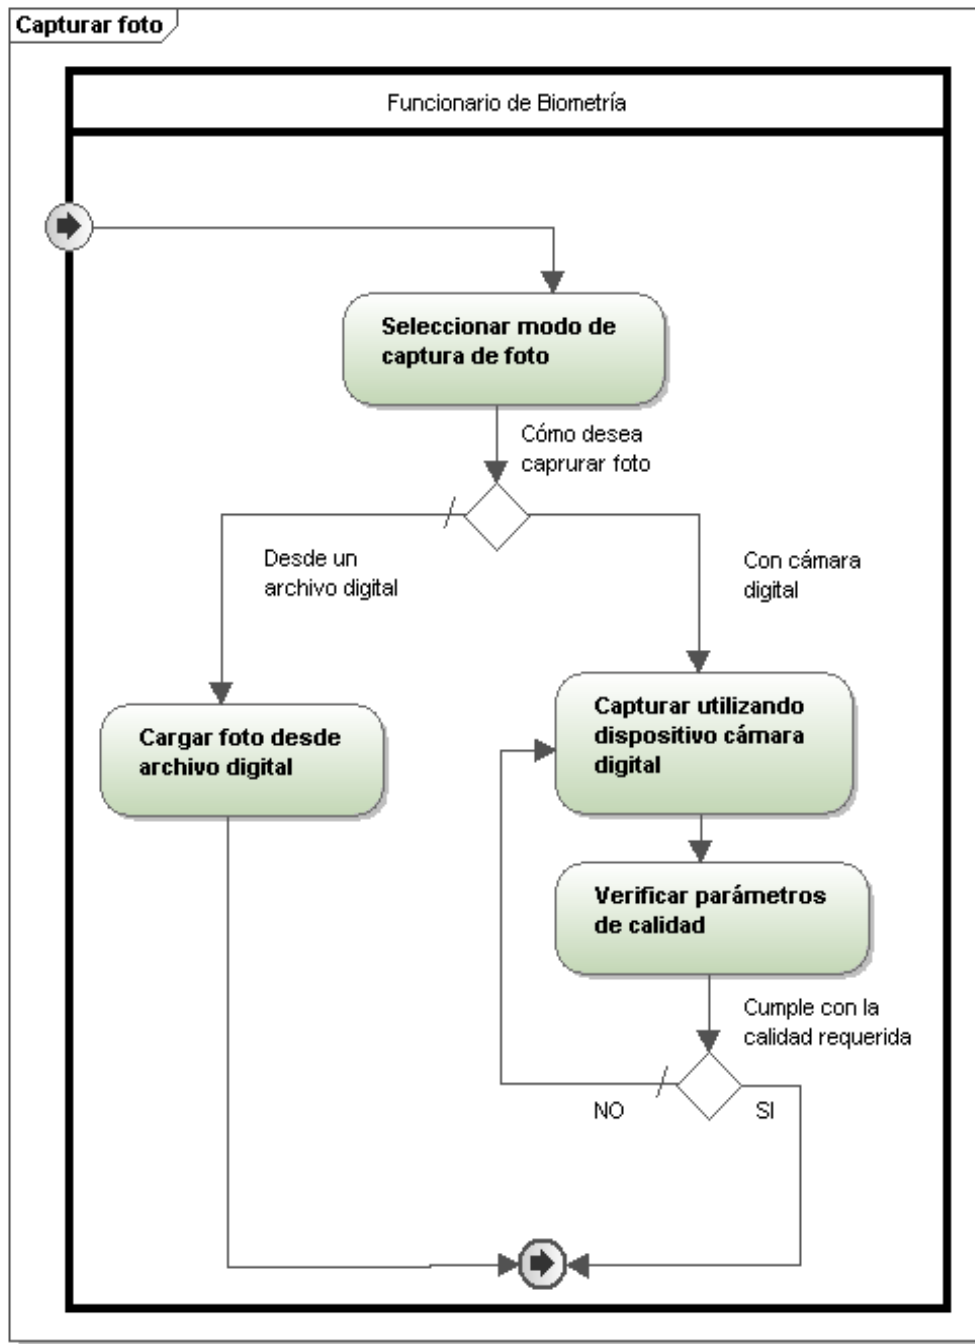 Capturar foto
Funcionario de Biometría
Seleccionar modo de
captura de foto
Cómo desea
caprurar foto
Desde un
archivo digital
Con cámara
digital
Cargar foto desde
archivo digital
Capturar utilizando
dispositivo cámara
digital
Verificar parámetros
de calidad
Cumple con la
calidad requerida
NO
SI